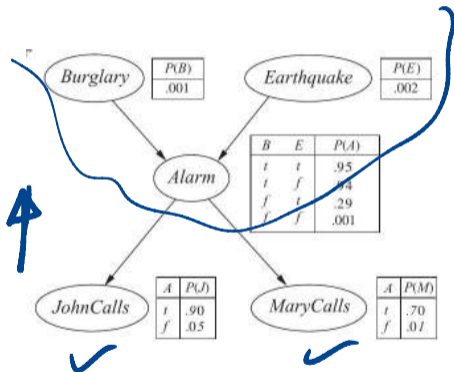 Burglary
P(B)
.001
Earthquake
P(E)
.002
Alarm
B E P(A)
t t .95
t f .94
f t .29
f f .001
JohnCalls
A P(J)
t .90
f .05
MaryCalls
A P(M)
t .70
f .01